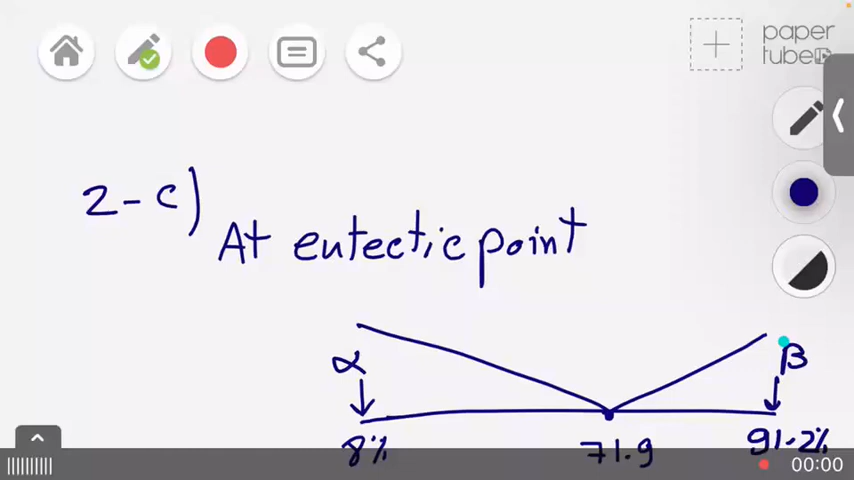 paper
tube
2-c)
At eutectic point
α
β
8%
71.9
91.2%
00:00